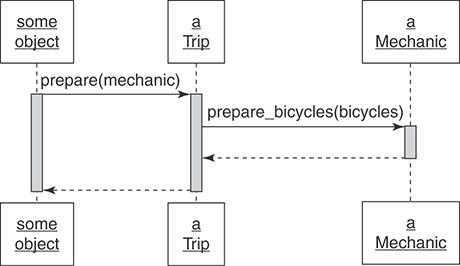 some
object
a
Trip
a
Mechanic
prepare(mechanic)
prepare_bicycles(bicycles)
some
object
a
Trip
a
Mechanic